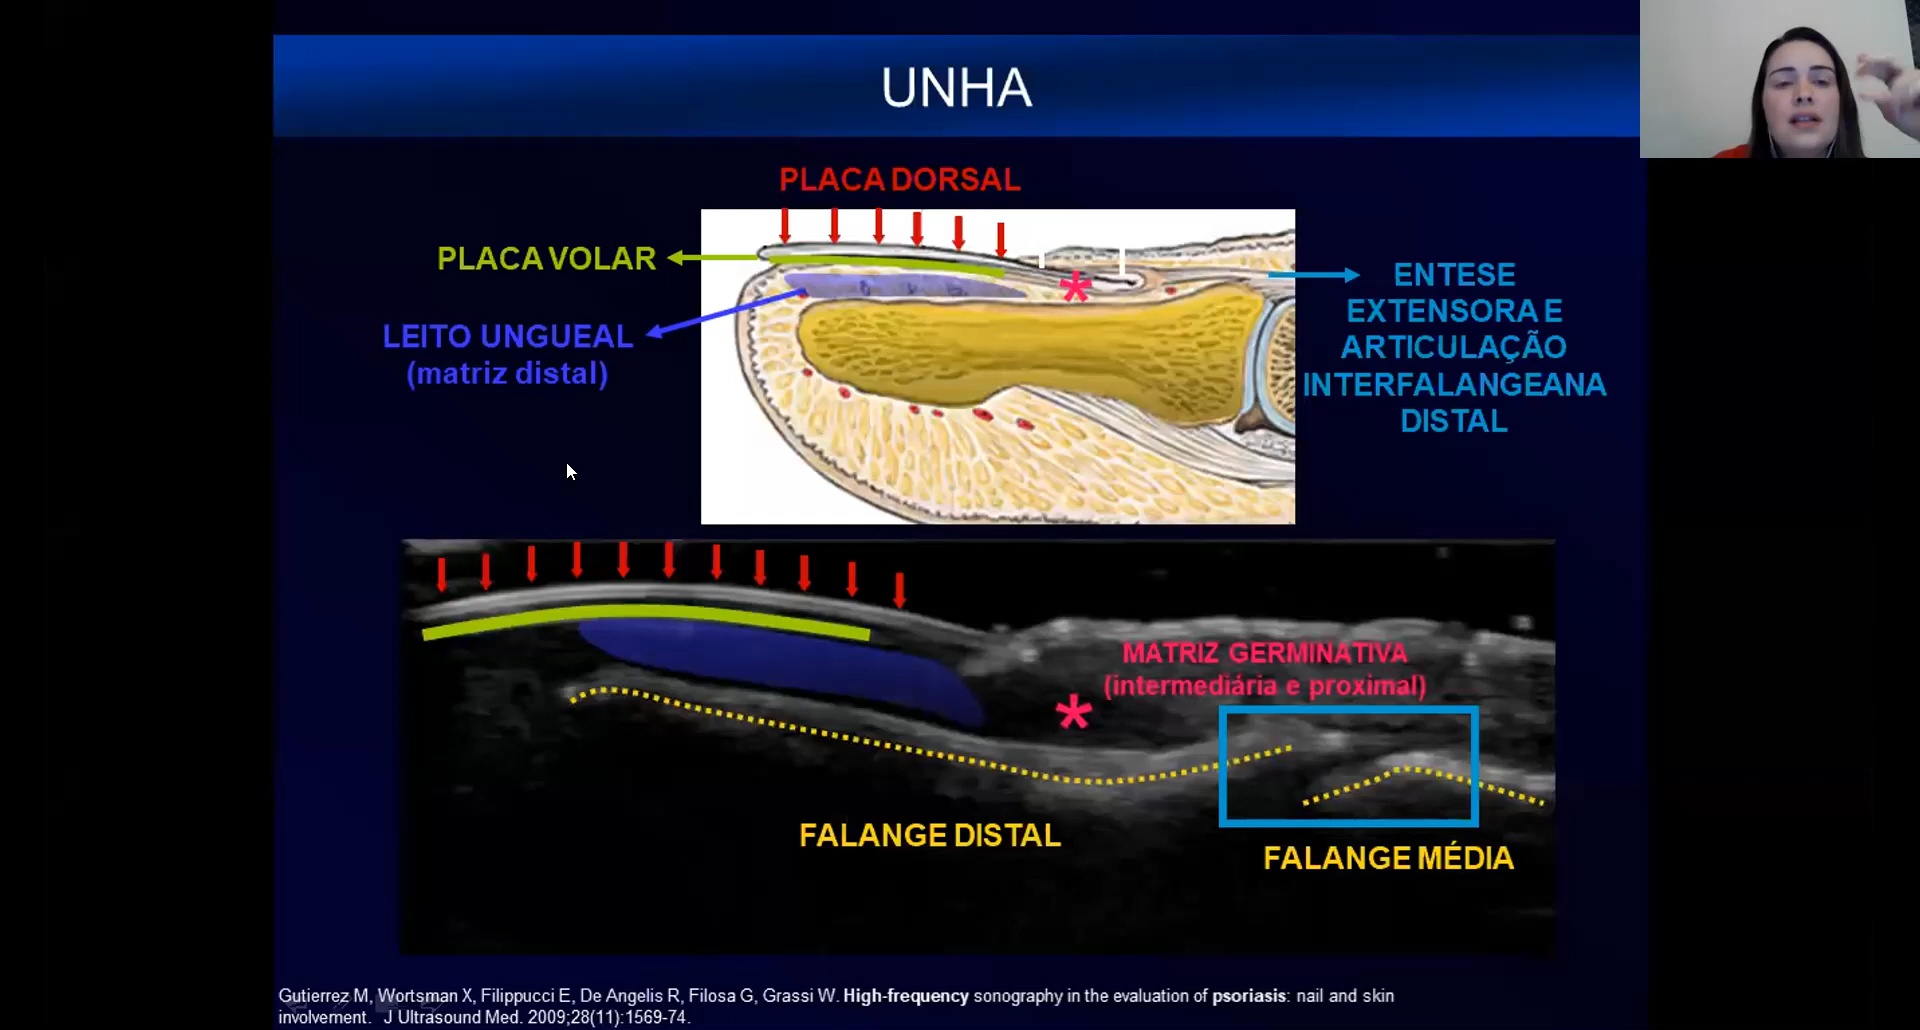 UNHA
PLACA DORSAL
PLACA VOLAR
LEITO UNGUEAL
(matriz distal)
ENTESE
EXTENSORA E
ARTICULAÇÃO
INTERFALANGEANA
DISTAL
MATRIZ GERMINATIVA
(intermediária e proximal)
FALANGE DISTAL
FALANGE MÉDIA
Gutierrez M, Wortsman X, Filippucci E, De Angelis R, Filosa G, Grassi W. High-frequency sonography in the evaluation of psoriasis: nail and skin
involvement. J Ultrasound Med. 2009;28(11):1569-74.